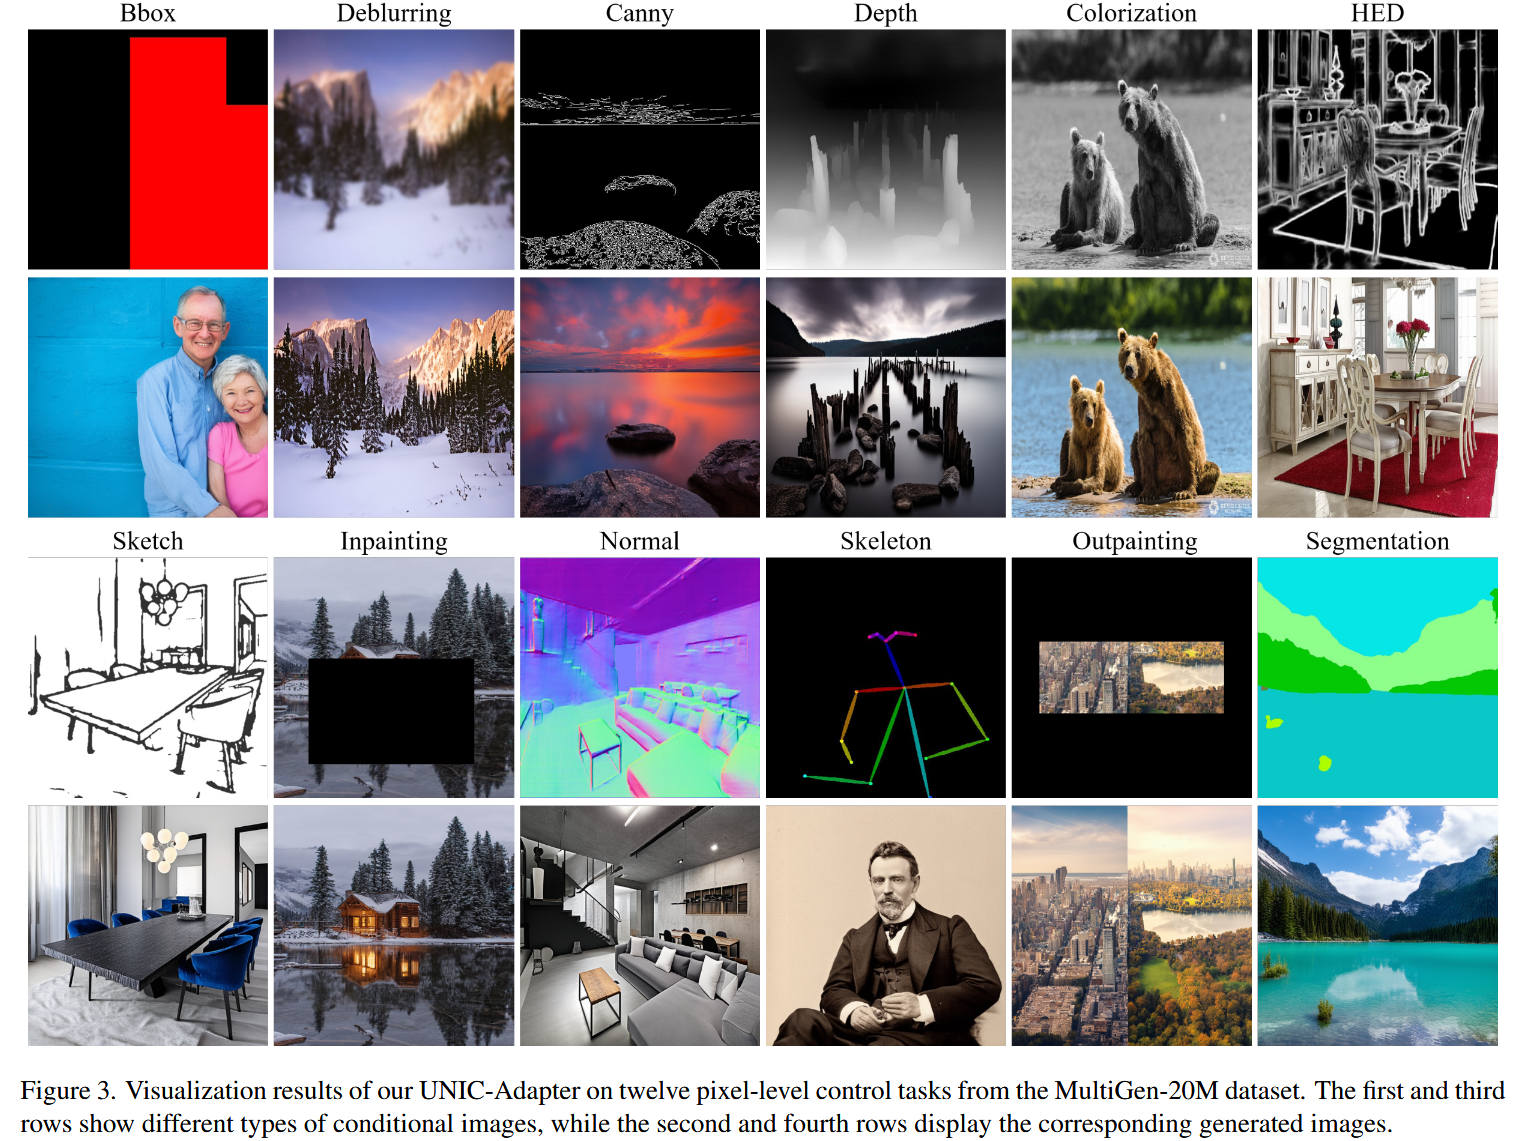 Bbox Deblurring Canny Depth Colorization HED
Sketch Inpainting Normal Skeleton Outpainting Segmentation
Figure 3. Visualization results of our UNIC-Adapter on twelve pixel-level control tasks from the MultiGen-20M dataset. The first and third
rows show different types of conditional images, while the second and fourth rows display the corresponding generated images.